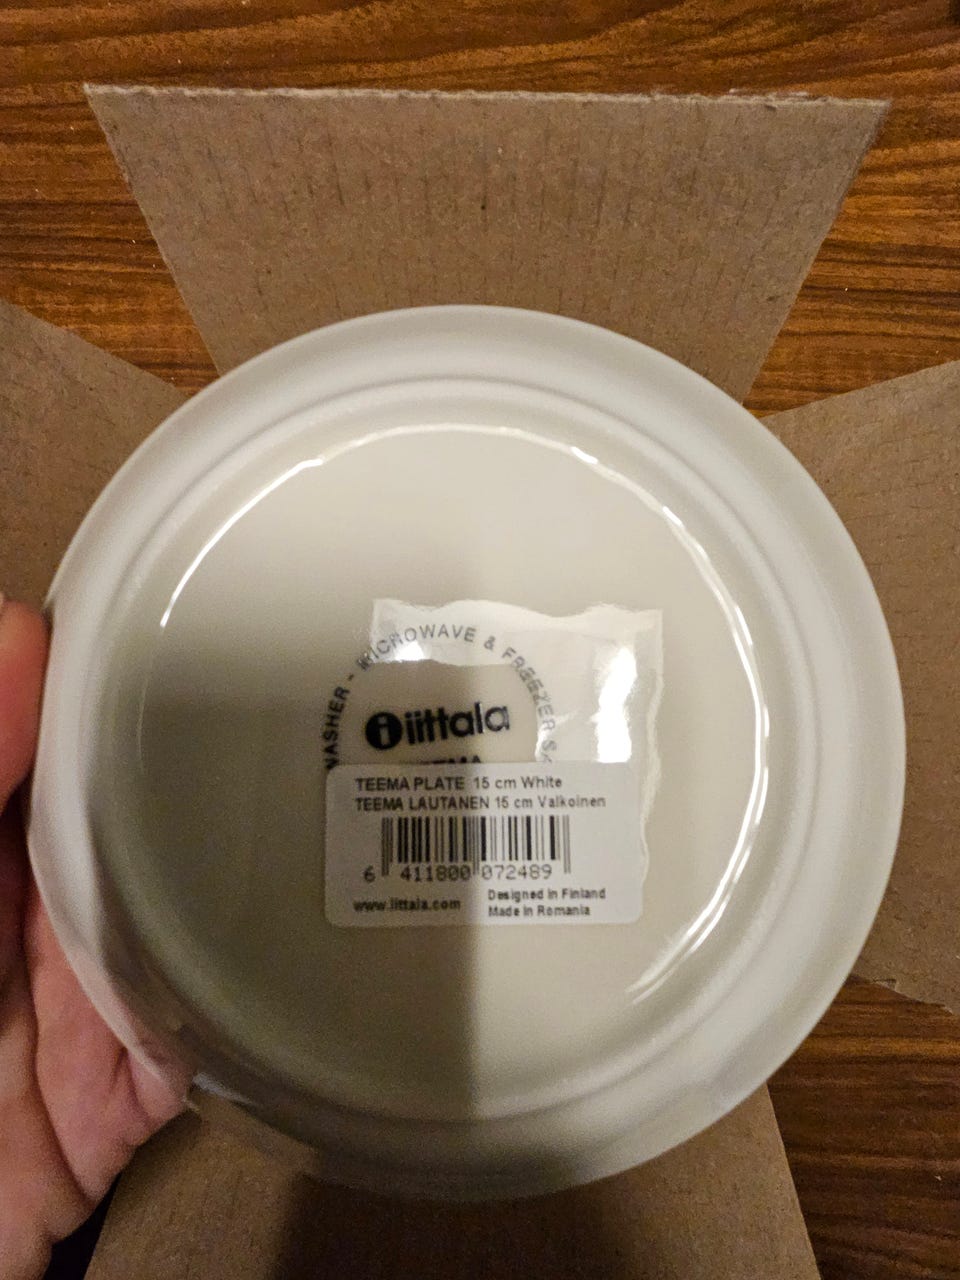 WASHER - MICROWAVE & FREEZER
iittala
TEEMA
TEEMA PLATE 15 cm White
TEEMA LAUTANEN 15 cm Valkoinen
6 411800 072489
www.iittala.com
Designed in Finland
Made in Romania